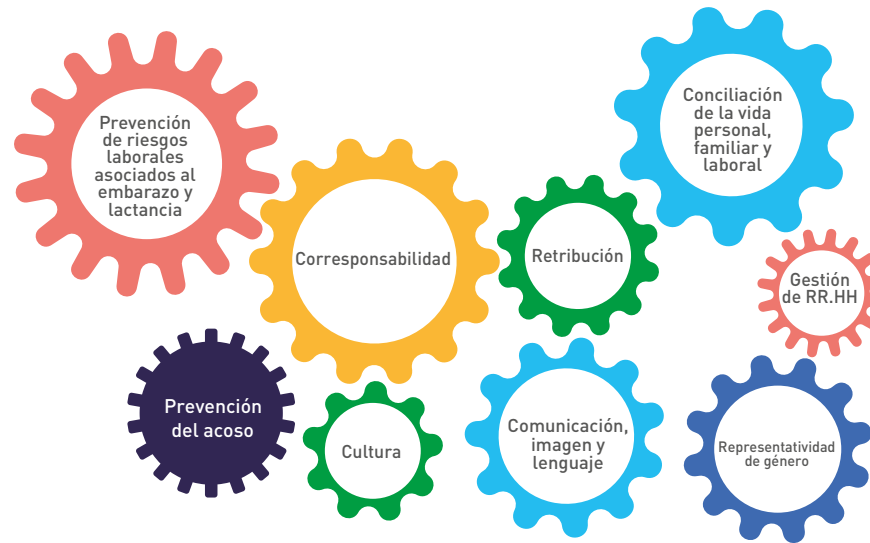 Prevención
de riesgos
laborales
asociados al
embarazo y
lactancia
Conciliación
de la vida
personal,
familiar y
laboral
Corresponsabilidad
Retribución
Gestión
de RR.HH
Prevención
del acoso
Cultura
Comunicación,
imagen y
lenguaje
Representatividad
de género